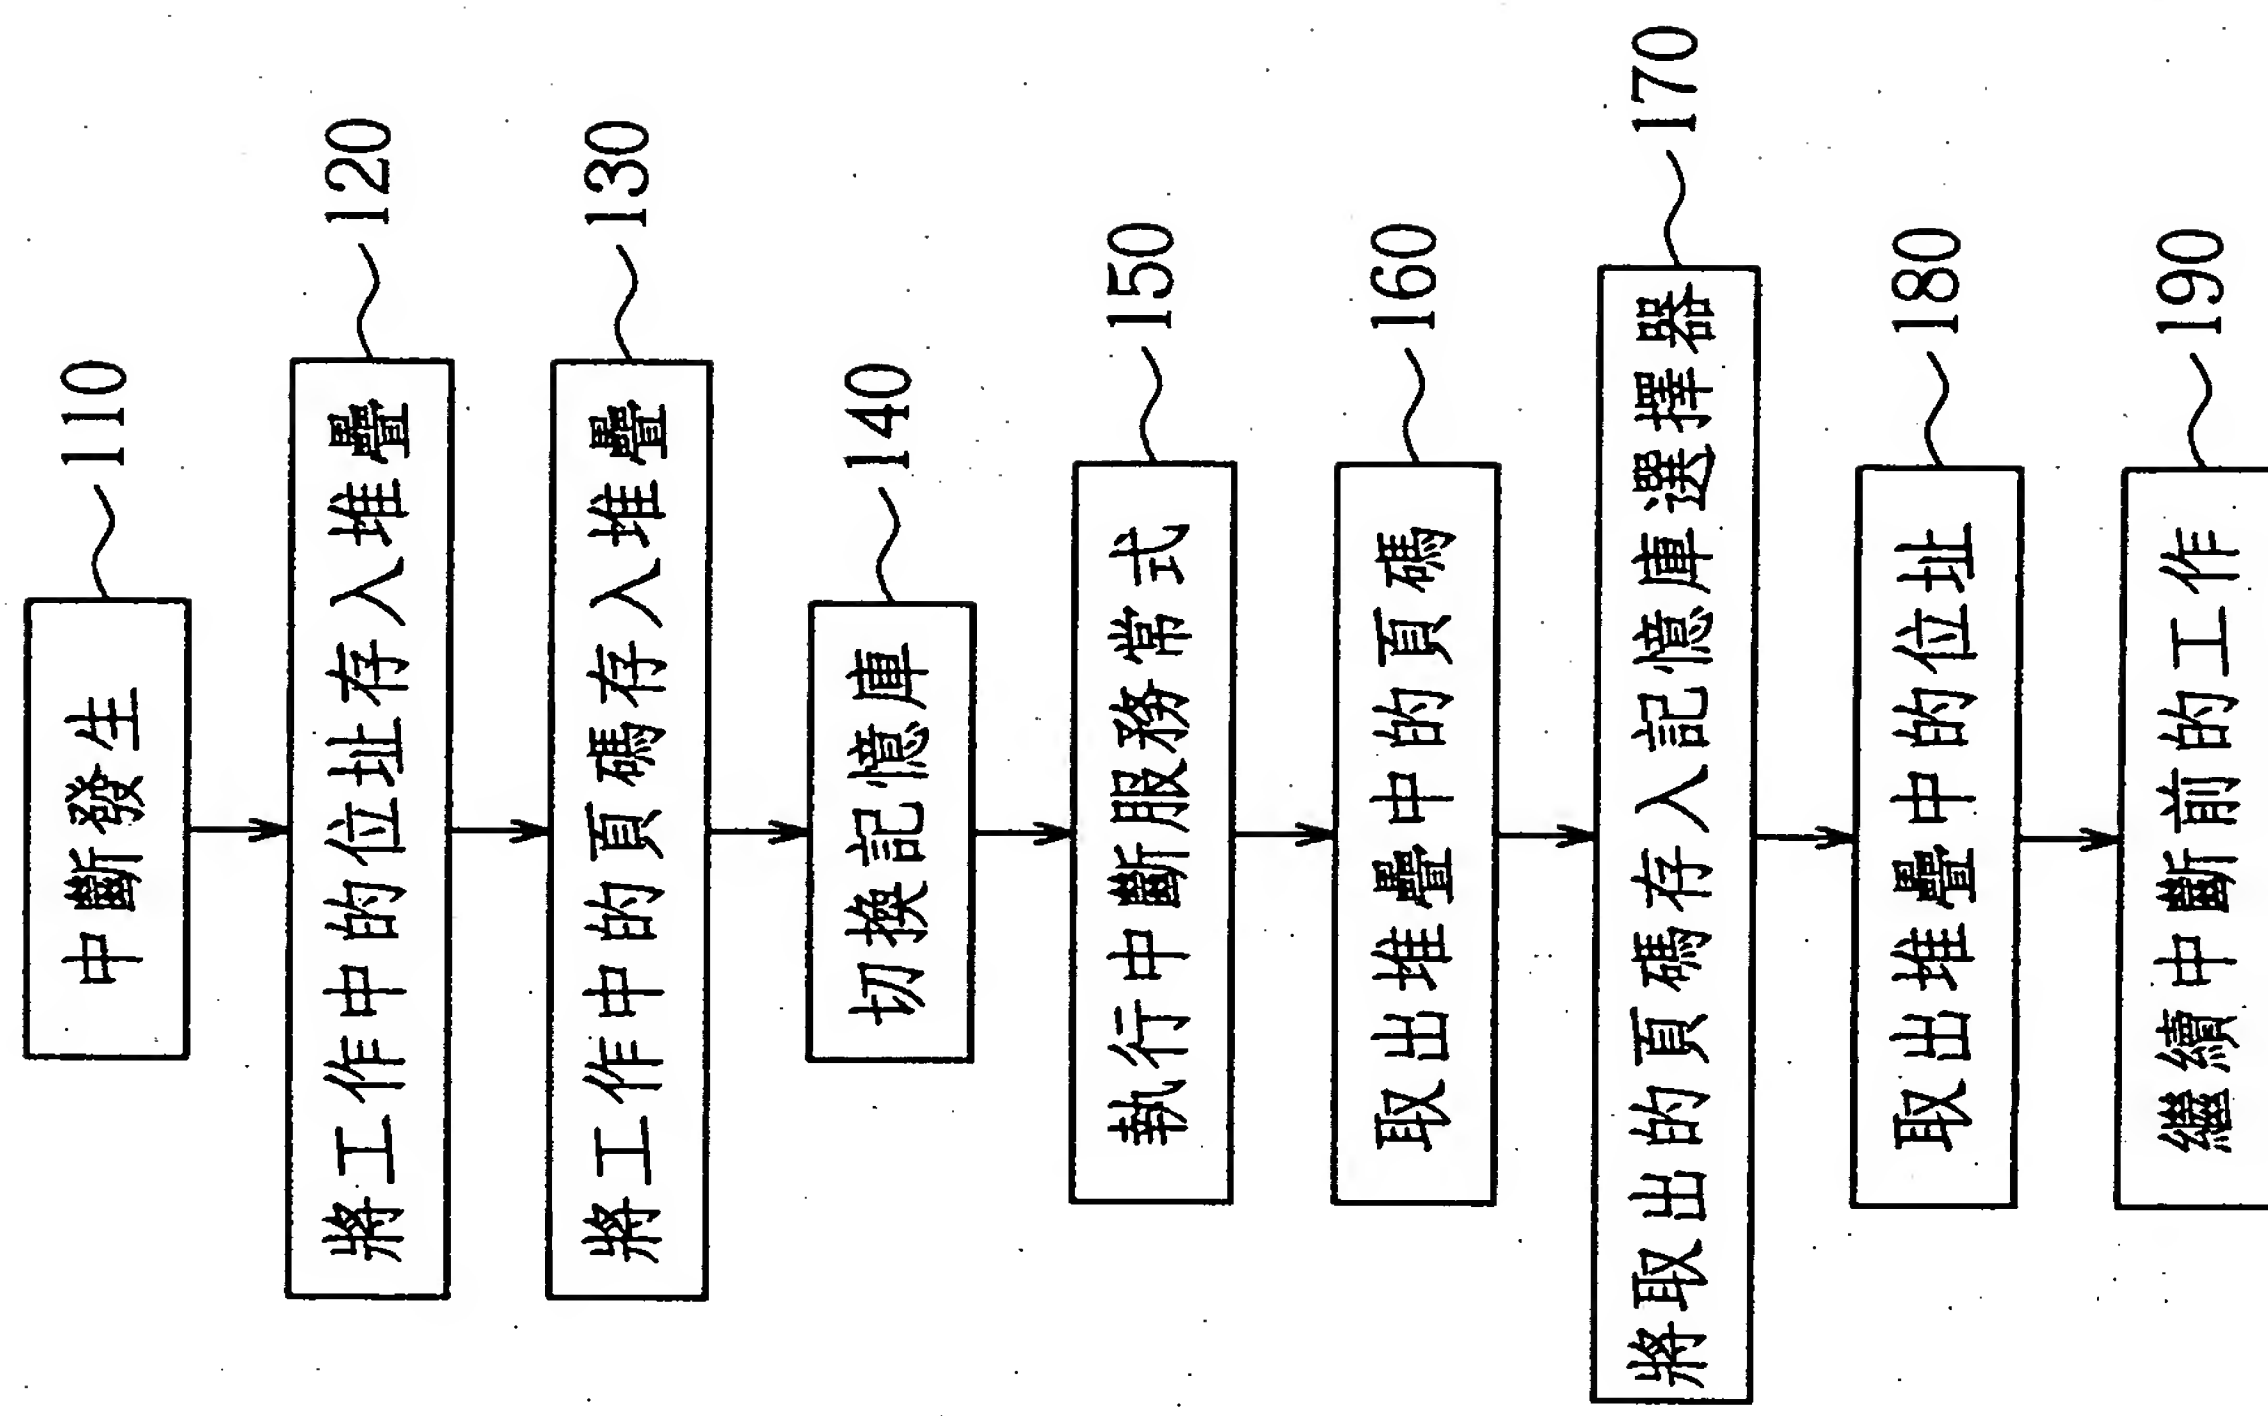 110
中斷發生
120
將工作中的位址存入堆疊
130
將工作中的頁碼存入堆疊
140
切換記憶庫
150
執行中斷服務常式
160
取出堆疊中的頁碼
170
將取出的頁碼存入記憶庫選擇器
180
取出堆疊中的位址
190
繼續中斷前的工作